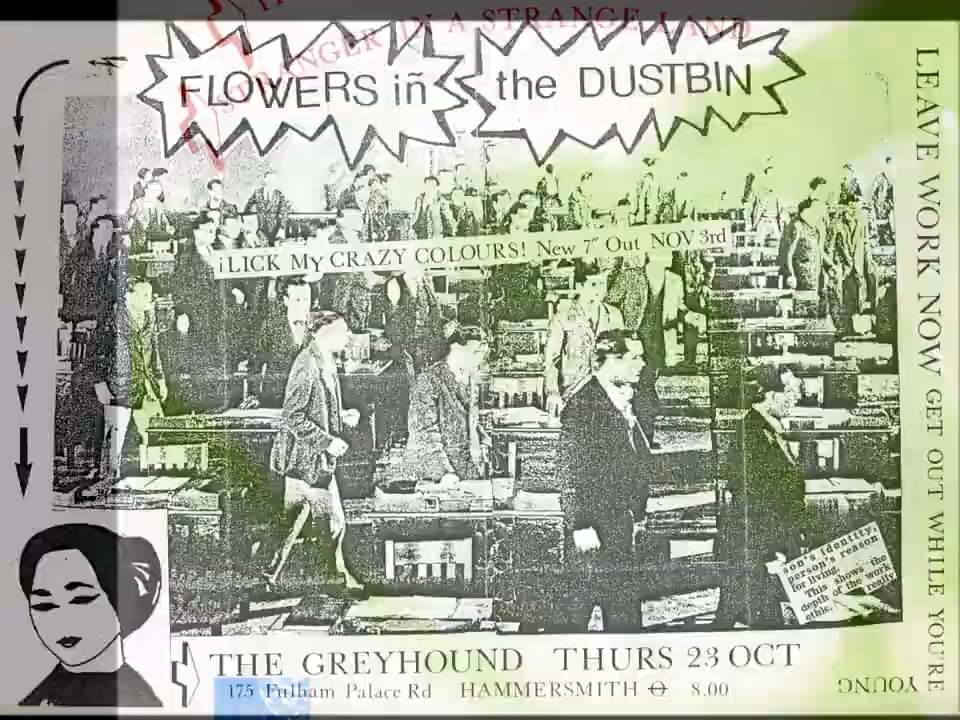 STRANGER IN A STRANGE LAND
FLOWERS iñ the DUSTBIN
¡LICK My CRAZY COLOURS! New 7" Out NOV 3rd
son's identity,
person's reason
for living.
This shows the
depth of the work
ethic. really
THE GREYHOUND THURS 23 OCT
175 Fulham Palace Rd HAMMERSMITH 8.00
LEAVE WORK NOW GET OUT WHILE YOU'RE
YOUNG